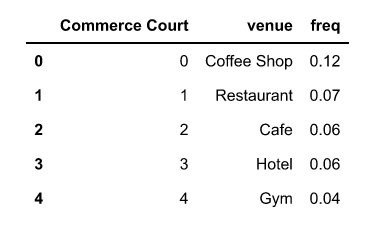 Commerce Court venue freq
0 0 Coffee Shop 0.12
1 1 Restaurant 0.07
2 2 Cafe 0.06
3 3 Hotel 0.06
4 4 Gym 0.04